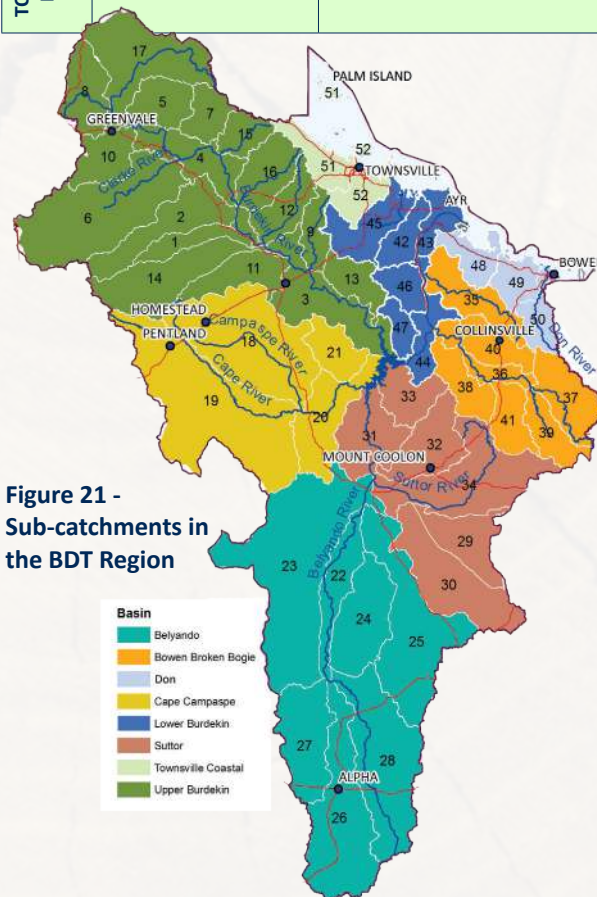 TO
17
PALM ISLAND
51
8
5
7
GREENVALE
15
52
10
4
16
51
TOWNSVILLE
Clarke River
12
52
AYR
6
2
Burdekin River
9
45
42
43
1
48
BOWEN
11
13
49
14
3
46
35
50
HOMESTEAD
Campaspe River
47
COLLINSVILLE
Don River
PENTLAND
18
21
40
44
36
Cape River
38
37
19
33
41
39
20
31
32
MOUNT COOLON
34
Suttor River
Figure 21 -
Sub-catchments in
the BDT Region
Belyando River
29
23
22
30
24
25
Basin
Belyando
Bowen Broken Bogie
Don
Cape Campaspe
Lower Burdekin
Suttor
Townsville Coastal
Upper Burdekin
27
28
ALPHA
26